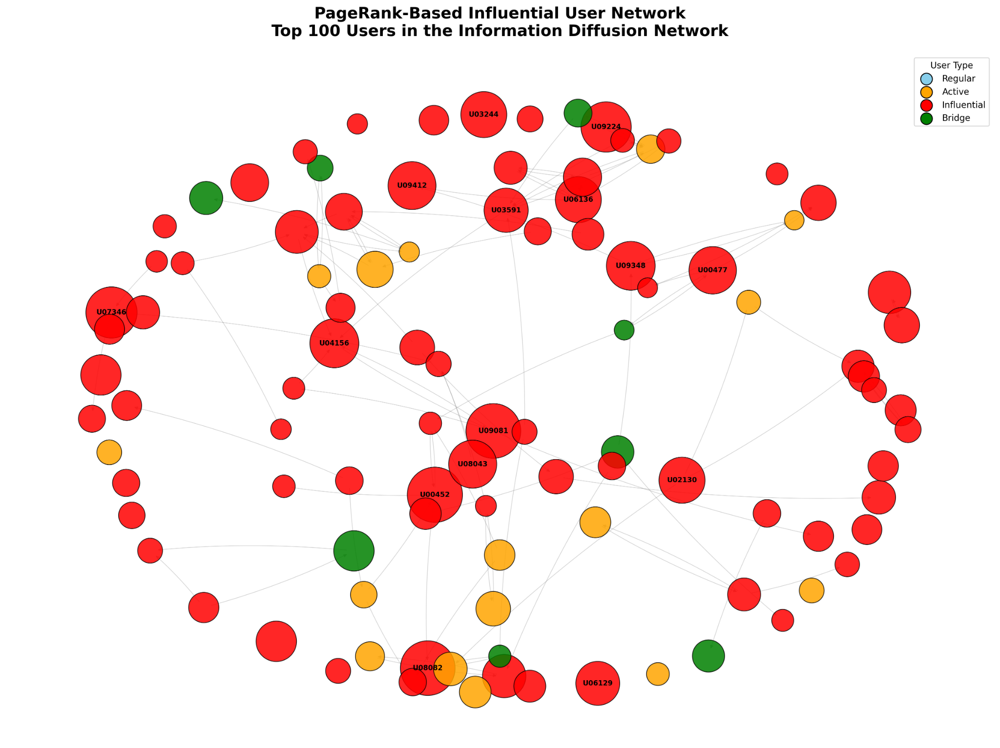 PageRank-Based Influential User Network
Top 100 Users in the Information Diffusion Network
User Type
Regular
Active
Influential
Bridge
U03244
U09224
U09412
U06136
U03591
U09348
U00477
U07346
U04156
U09081
U08043
U02130
U00452
U08082
U06129